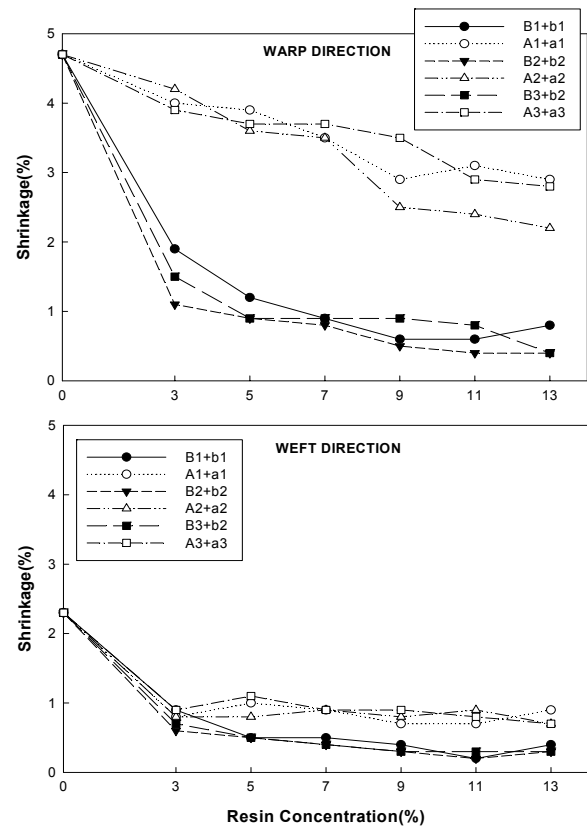 WARP DIRECTION
B1+b1
A1+a1
B2+b2
A2+a2
B3+b2
A3+a3
Shrinkage(%)
5
4
3
2
1
0
0 3 5 7 9 11 13
WEFT DIRECTION
B1+b1
A1+a1
B2+b2
A2+a2
B3+b2
A3+a3
Shrinkage(%)
5
4
3
2
1
0
0 3 5 7 9 11 13
Resin Concentration(%)